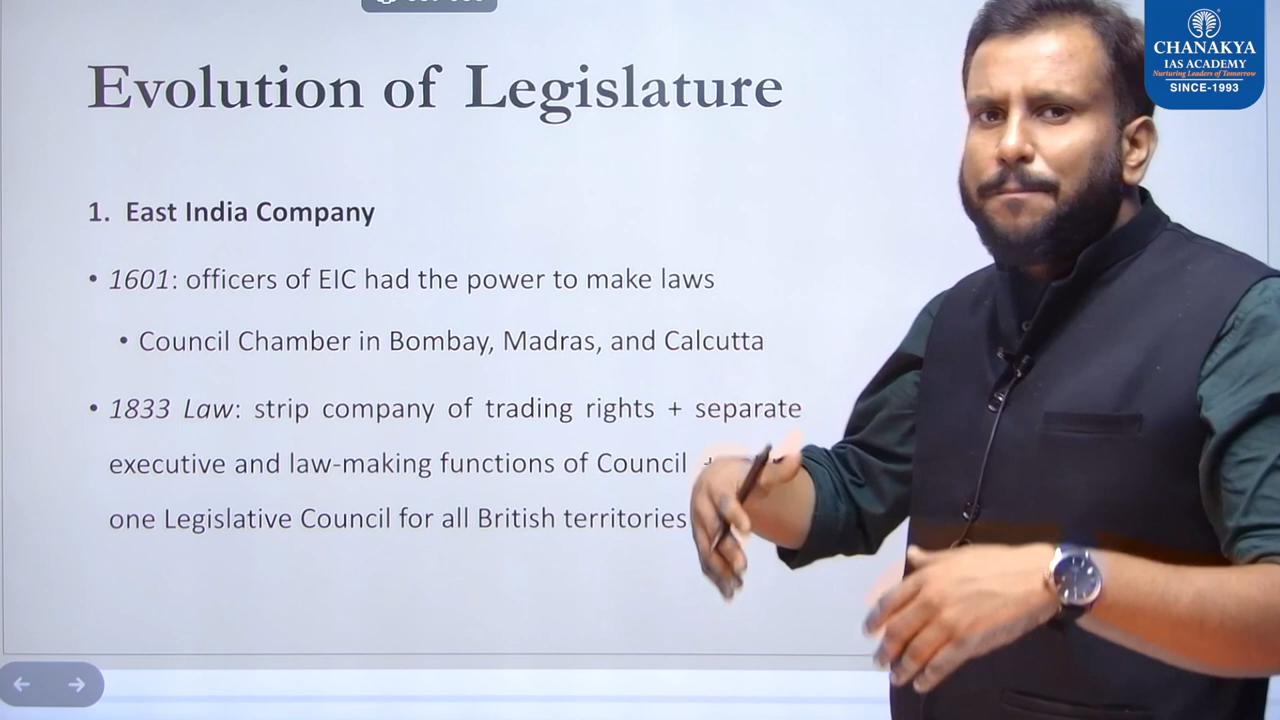 CHANAKYA
IAS ACADEMY
Nurturing Leaders of Tomorrow
SINCE-1993
Evolution of Legislature
1. East India Company
• 1601: officers of EIC had the power to make laws
• Council Chamber in Bombay, Madras, and Calcutta
• 1833 Law: strip company of trading rights + separate
executive and law-making functions of Council
one Legislative Council for all British territories